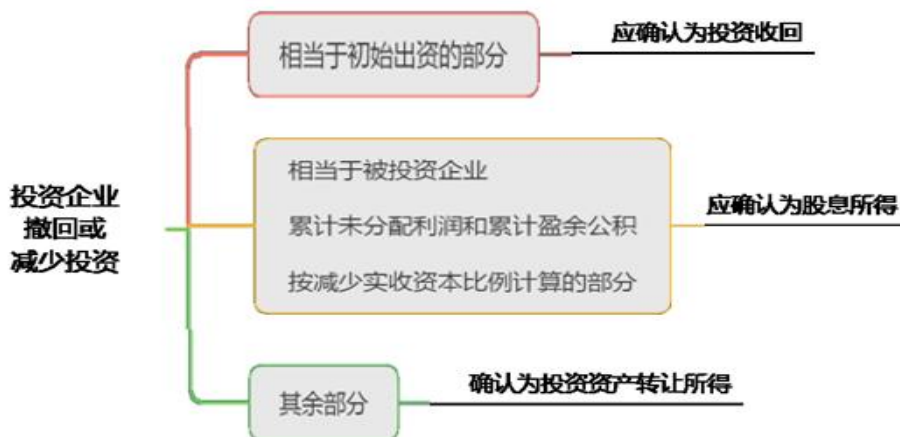 投资企业
撤回或
减少投资
相当于初始出资的部分
应确认为投资收回
相当于被投资企业
累计未分配利润和累计盈余公积
按减少实收资本比例计算的部分
应确认为股息所得
其余部分
确认为投资资产转让所得